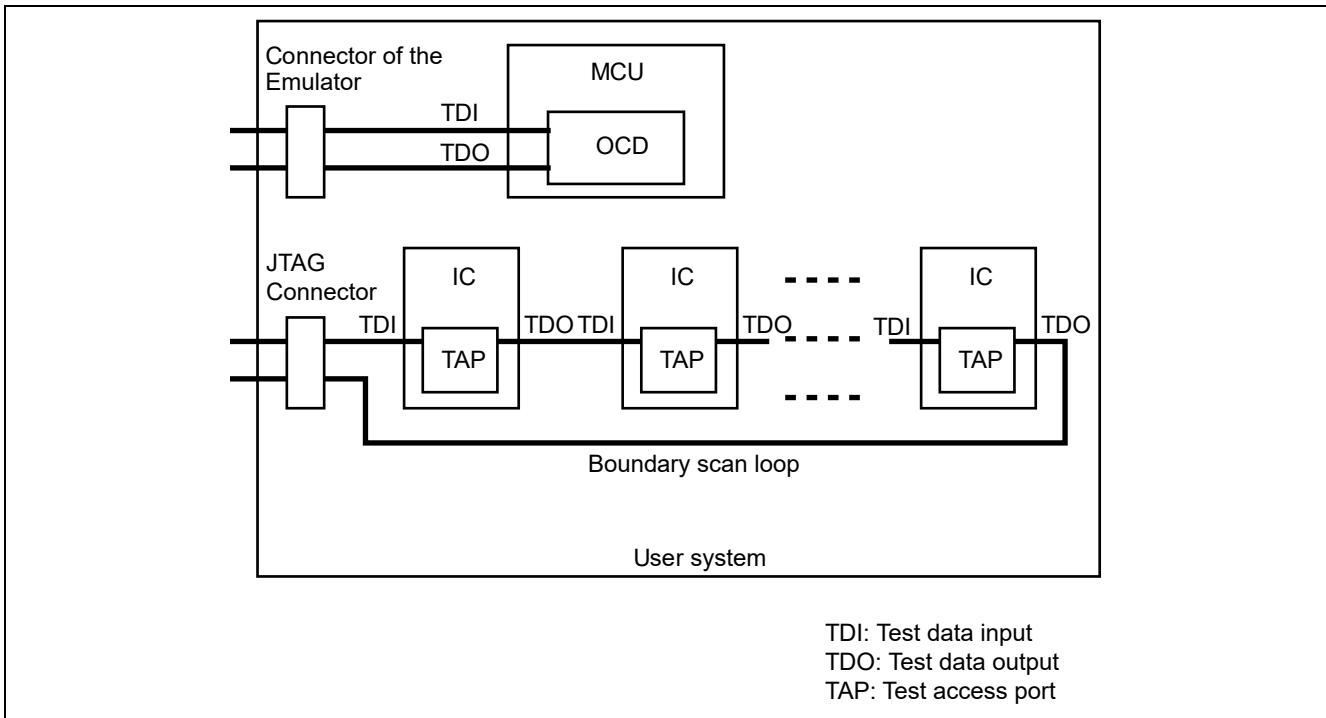 Connector of the
Emulator
MCU
TDI
OCD
TDO
JTAG
Connector
IC
IC
IC
TDI
TDO TDI
TDO
TDI
TDO
TAP
TAP
TAP
Boundary scan loop
User system
TDI: Test data input
TDO: Test data output
TAP: Test access port